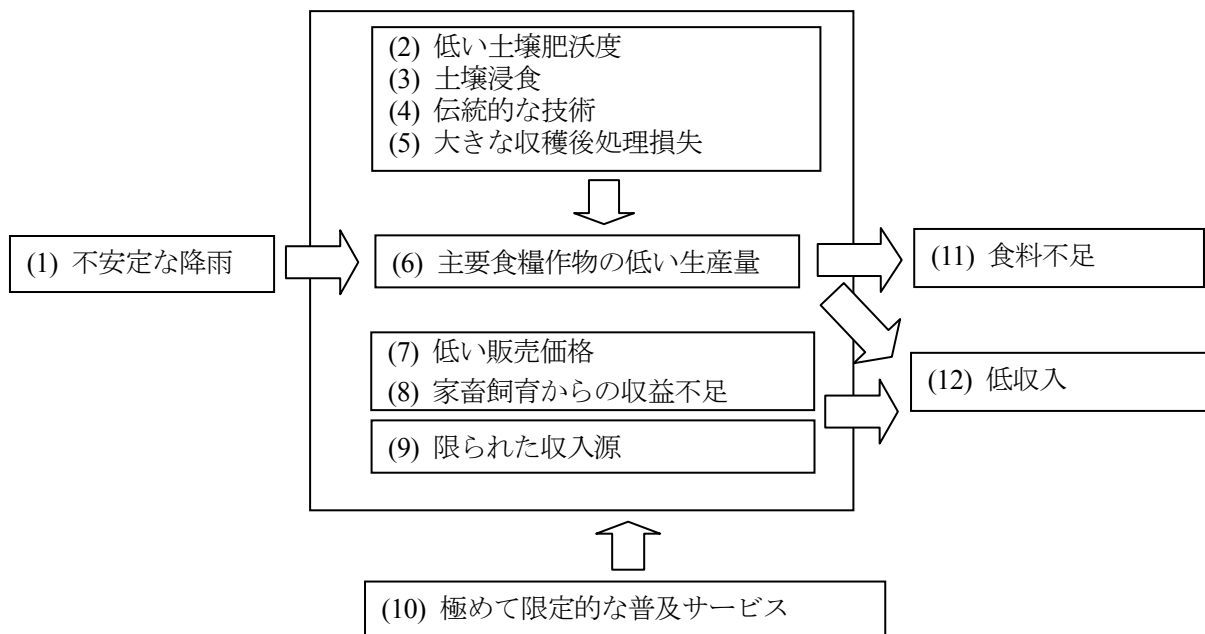 (2) 低い土壌肥沃度
(3) 土壌浸食
(4) 伝統的な技術
(5) 大きな収穫後処理損失
(1) 不安定な降雨
(6) 主要食糧作物の低い生産量
(11) 食料不足
(7) 低い販売価格
(8) 家畜飼育からの収益不足
(12) 低収入
(9) 限られた収入源
(10) 極めて限定的な普及サービス